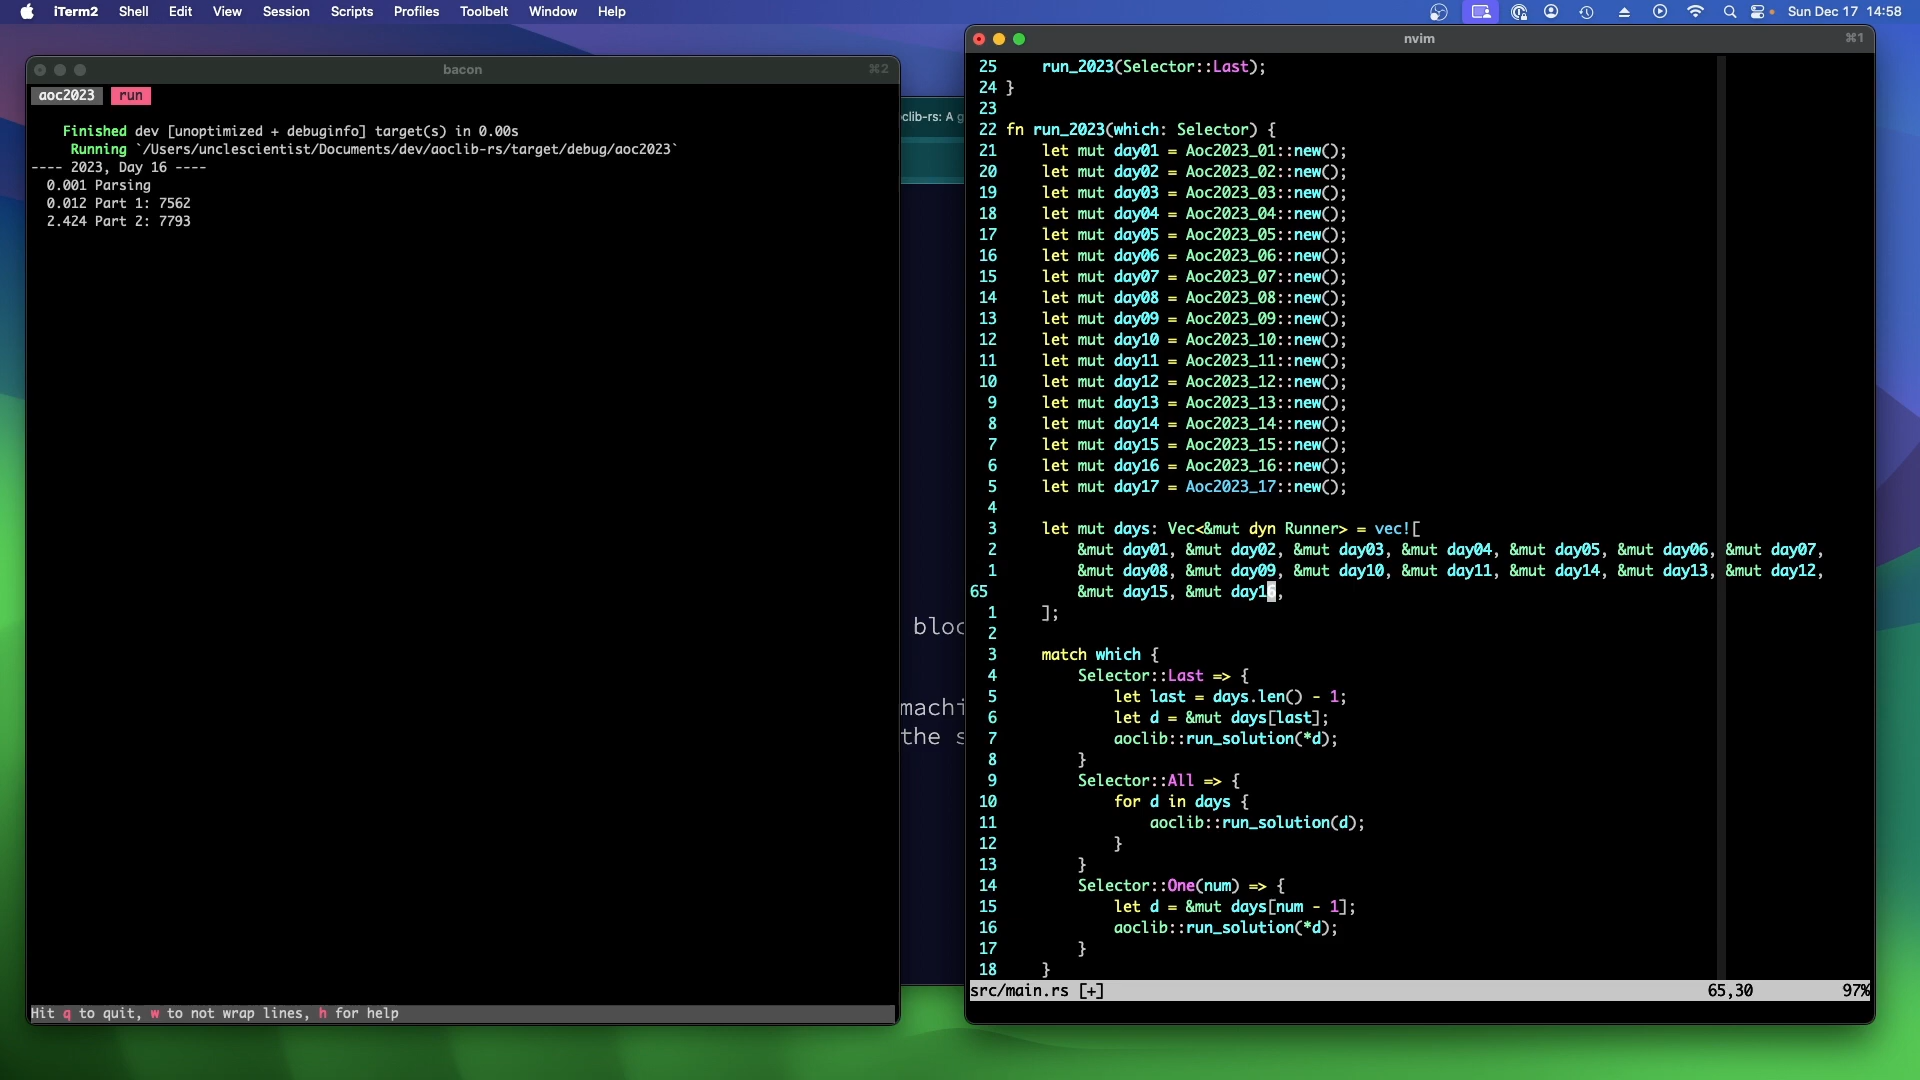 iTerm2 Shell Edit View Session Scripts Profiles Toolbelt Window Help Sun Dec 17 14:58
bacon ⌘2
aoc2023 run
Finished dev [unoptimized + debuginfo] target(s) in 0.00s
Running `/Users/unclescientist/Documents/dev/aoclib-rs/target/debug/aoc2023`
---- 2023, Day 16 ----
0.001 Parsing
0.012 Part 1: 7562
2.424 Part 2: 7793
Hit q to quit, w to not wrap lines, h for help
clib-rs: A g
bloc
machi
the s
nvim ⌘1
25 run_2023(Selector::Last);
24 }
23
22 fn run_2023(which: Selector) {
21 let mut day01 = Aoc2023_01::new();
20 let mut day02 = Aoc2023_02::new();
19 let mut day03 = Aoc2023_03::new();
18 let mut day04 = Aoc2023_04::new();
17 let mut day05 = Aoc2023_05::new();
16 let mut day06 = Aoc2023_06::new();
15 let mut day07 = Aoc2023_07::new();
14 let mut day08 = Aoc2023_08::new();
13 let mut day09 = Aoc2023_09::new();
12 let mut day10 = Aoc2023_10::new();
11 let mut day11 = Aoc2023_11::new();
10 let mut day12 = Aoc2023_12::new();
9 let mut day13 = Aoc2023_13::new();
8 let mut day14 = Aoc2023_14::new();
7 let mut day15 = Aoc2023_15::new();
6 let mut day16 = Aoc2023_16::new();
5 let mut day17 = Aoc2023_17::new();
4
3 let mut days: Vec<&mut dyn Runner> = vec![
2 &mut day01, &mut day02, &mut day03, &mut day04, &mut day05, &mut day06, &mut day07,
1 &mut day08, &mut day09, &mut day10, &mut day11, &mut day14, &mut day13, &mut day12,
65 &mut day15, &mut day16,
1 ];
2
3 match which {
4 Selector::Last => {
5 let last = days.len() - 1;
6 let d = &mut days[last];
7 aoclib::run_solution(*d);
8 }
9 Selector::All => {
10 for d in days {
11 aoclib::run_solution(d);
12 }
13 }
14 Selector::One(num) => {
15 let d = &mut days[num - 1];
16 aoclib::run_solution(*d);
17 }
18 }
src/main.rs [+] 65,30 97%